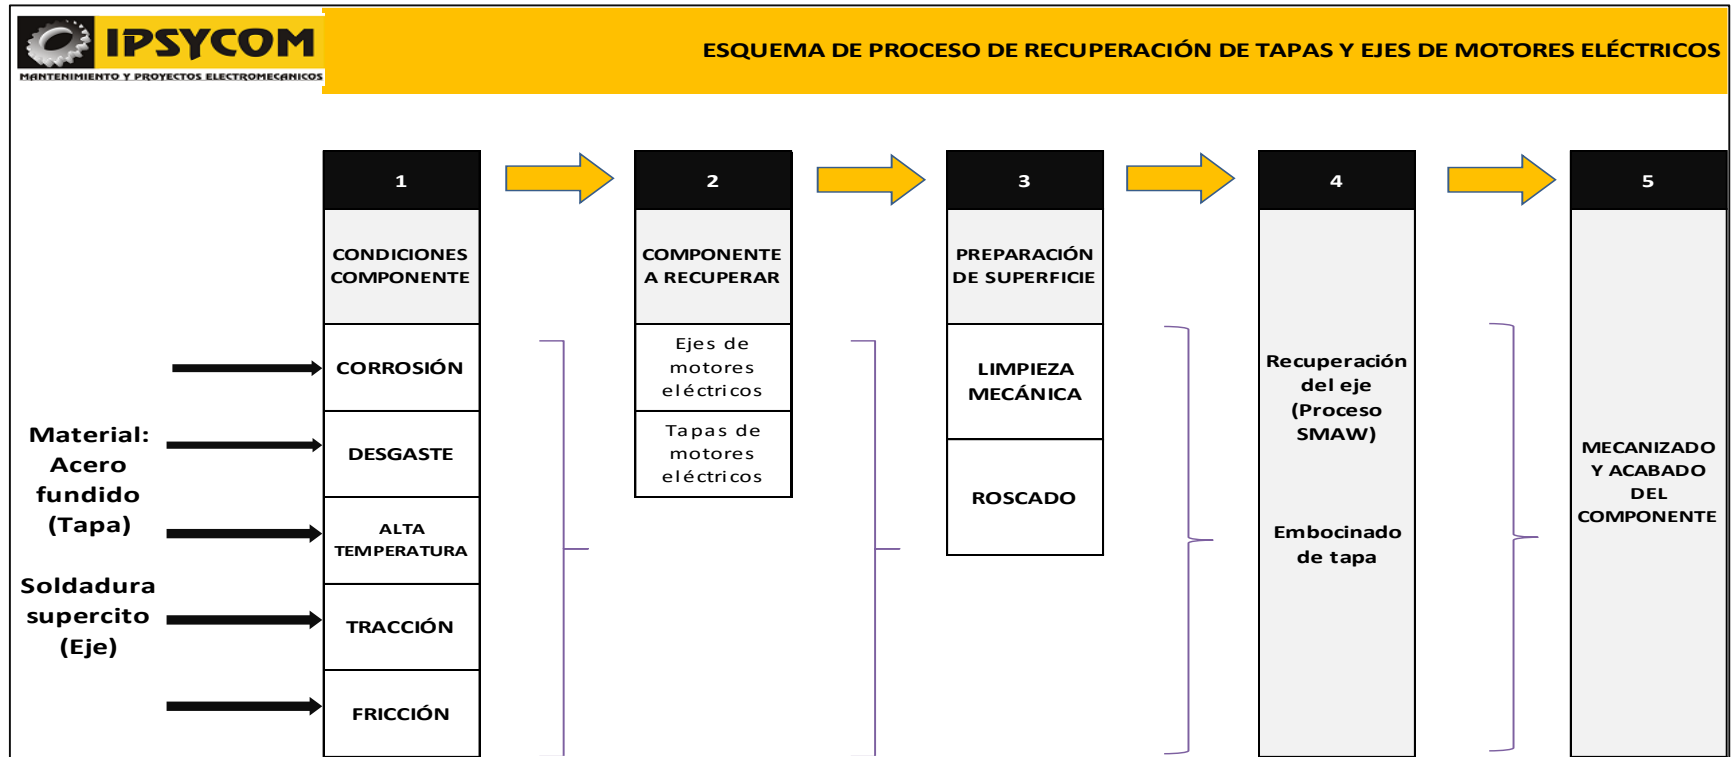 IPSYCOM
MANTENIMIENTO Y PROYECTOS ELECTROMECANICOS
ESQUEMA DE PROCESO DE RECUPERACIÓN DE TAPAS Y EJES DE MOTORES ELÉCTRICOS
Material:
Acero
fundido
(Tapa)
Soldadura
supercito
(Eje)
1
CONDICIONES
COMPONENTE
CORROSIÓN
DESGASTE
ALTA
TEMPERATURA
TRACCIÓN
FRICCIÓN
2
COMPONENTE
A RECUPERAR
Ejes de
motores
eléctricos
Tapas de
motores
eléctricos
3
PREPARACIÓN
DE SUPERFICIE
LIMPIEZA
MECÁNICA
ROSCADO
4
Recuperación
del eje
(Proceso
SMAW)
Embocinado
de tapa
5
MECANIZADO
Y ACABADO
DEL
COMPONENTE